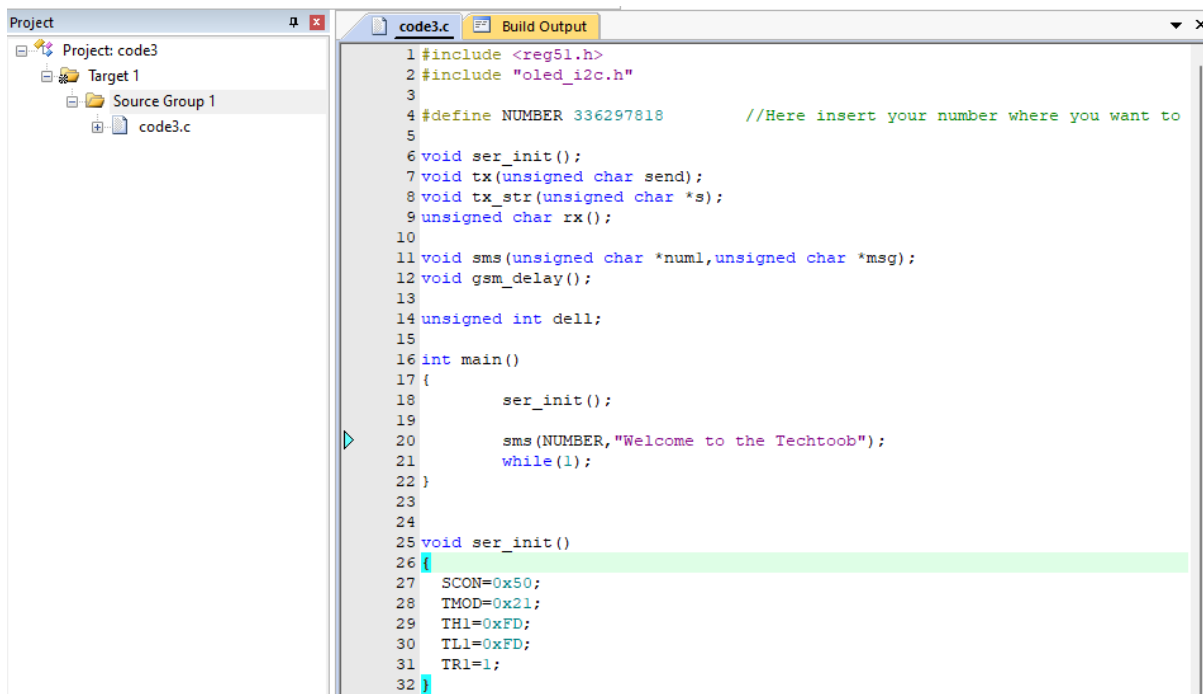 Project
Project: code3
Target 1
Source Group 1
code3.c
code3.c Build Output
1 #include <reg51.h>
2 #include "oled_i2c.h"
3
4 #define NUMBER 336297818 //Here insert your number where you want to
5
6 void ser_init();
7 void tx(unsigned char send);
8 void tx_str(unsigned char *s);
9 unsigned char rx();
10
11 void sms(unsigned char *num1,unsigned char *msg);
12 void gsm_delay();
13
14 unsigned int dell;
15
16 int main()
17 {
18 ser_init();
19
20 sms(NUMBER,"Welcome to the Techtoob");
21 while(1);
22 }
23
24
25 void ser_init()
26 {
27 SCON=0x50;
28 TMOD=0x21;
29 TH1=0xFD;
30 TL1=0xFD;
31 TR1=1;
32 }